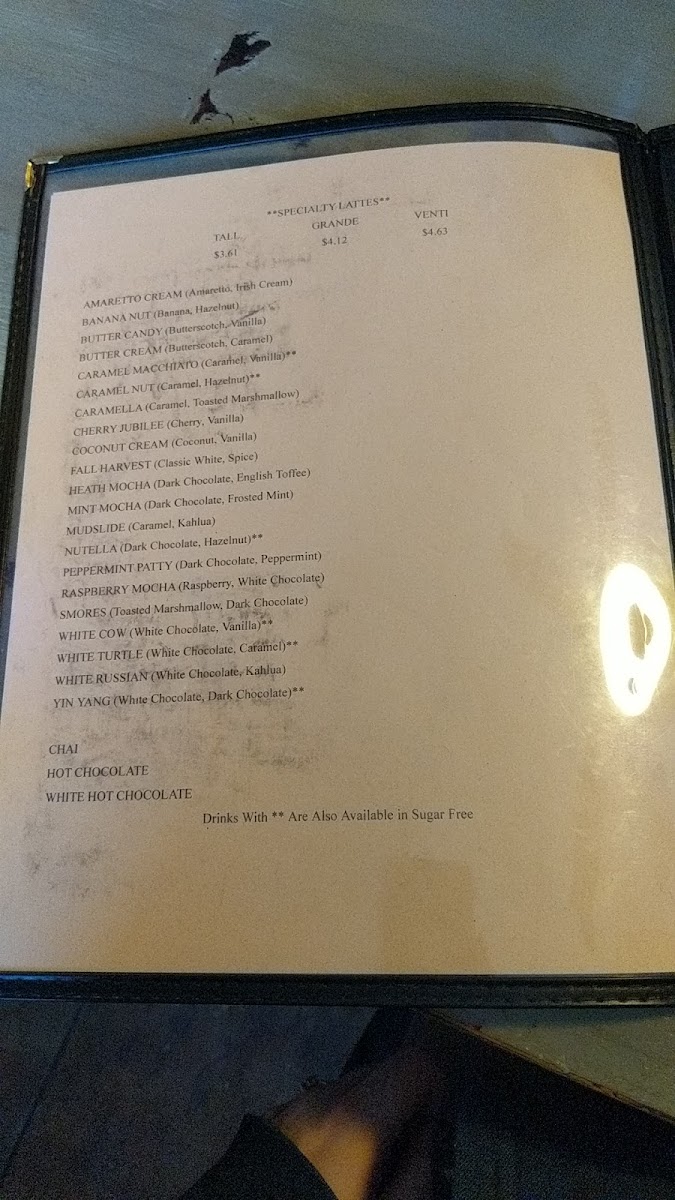 **SPECIALTY LATTES**
TALL GRANDE VENTI
$3.61 $4.12 $4.63
AMARETTO CREAM (Amaretto, Irish Cream)
BANANA NUT (Banana, Hazelnut)
BUTTER CANDY (Butterscotch, Vanilla)
BUTTER CREAM (Butterscotch, Caramel)
CARAMEL MACCHIATO (Caramel, Vanilla)**
CARAMEL NUT (Caramel, Hazelnut)**
CARAMELLA (Caramel, Toasted Marshmallow)
CHERRY JUBILEE (Cherry, Vanilla)
COCONUT CREAM (Coconut, Vanilla)
FALL HARVEST (Classic White, Spice)
HEATH MOCHA (Dark Chocolate, English Toffee)
MINT MOCHA (Dark Chocolate, Frosted Mint)
MUDSLIDE (Caramel, Kahlua)
NUTELLA (Dark Chocolate, Hazelnut)**
PEPPERMINT PATTY (Dark Chocolate, Peppermint)
RASPBERRY MOCHA (Raspberry, White Chocolate)
SMORES (Toasted Marshmallow, Dark Chocolate)
WHITE COW (White Chocolate, Vanilla)**
WHITE TURTLE (White Chocolate, Caramel)**
WHITE RUSSIAN (White Chocolate, Kahlua)
YIN YANG (White Chocolate, Dark Chocolate)**
CHAI
HOT CHOCOLATE
WHITE HOT CHOCOLATE
Drinks With ** Are Also Available in Sugar Free